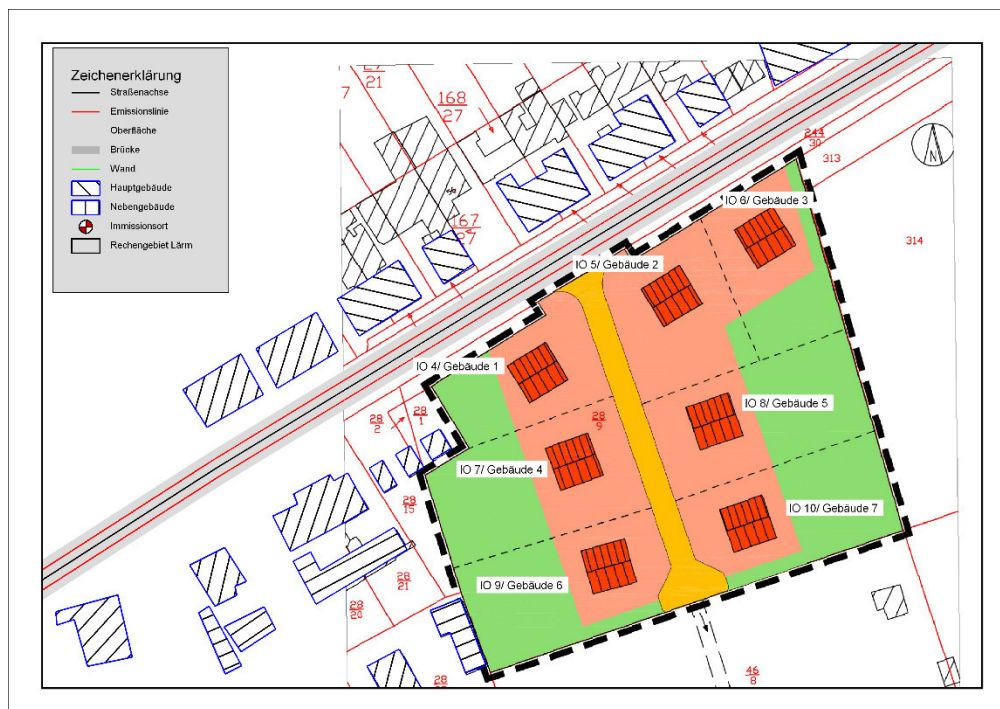 Zeichenerklärung
Straßenachse
Emissionslinie
Oberfläche
Brücke
Wand
Hauptgebäude
Nebengebäude
Immissionsort
Rechengebiet Lärm
21
7
168
27
167
27
244
30
313
314
N
IO 6/ Gebäude 3
IO 5/ Gebäude 2
IO 4/ Gebäude 1
28
2
28
1
28
9
IO 8/ Gebäude 5
IO 7/ Gebäude 4
28
15
IO 10/ Gebäude 7
28
21
IO 9/ Gebäude 6
28
20
46
8
28